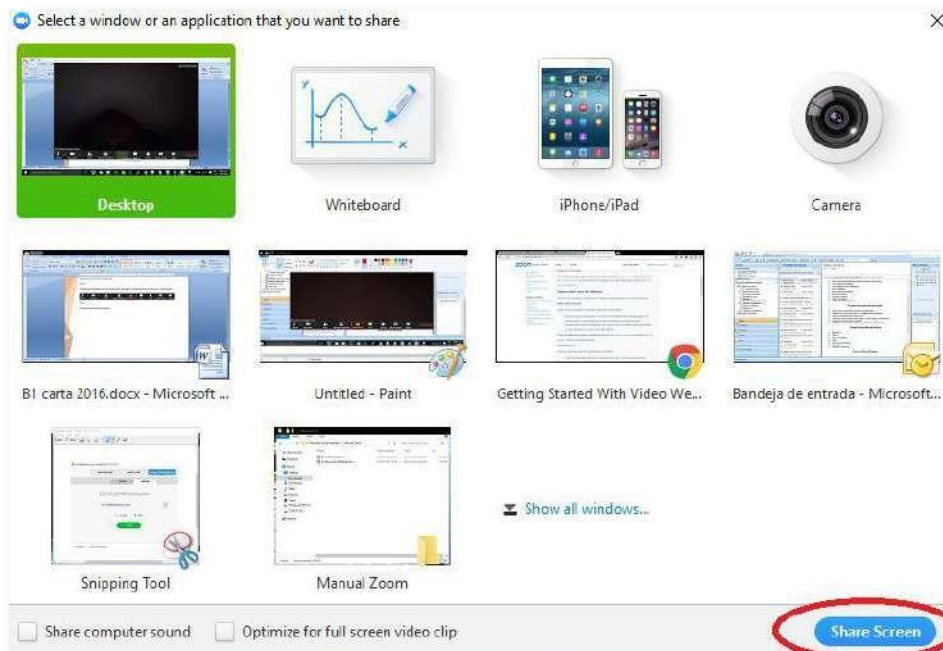 Select a window or an application that you want to share
Desktop
Whiteboard
iPhone/iPad
Camera
B1 carta 2016.docx - Microsoft ...
Untitled - Paint
Getting Started With Video We...
Bandeja de entrada - Microsoft...
Snipping Tool
Manual Zoom
Show all windows...
Share computer sound
Optimize for full screen video clip
Share Screen